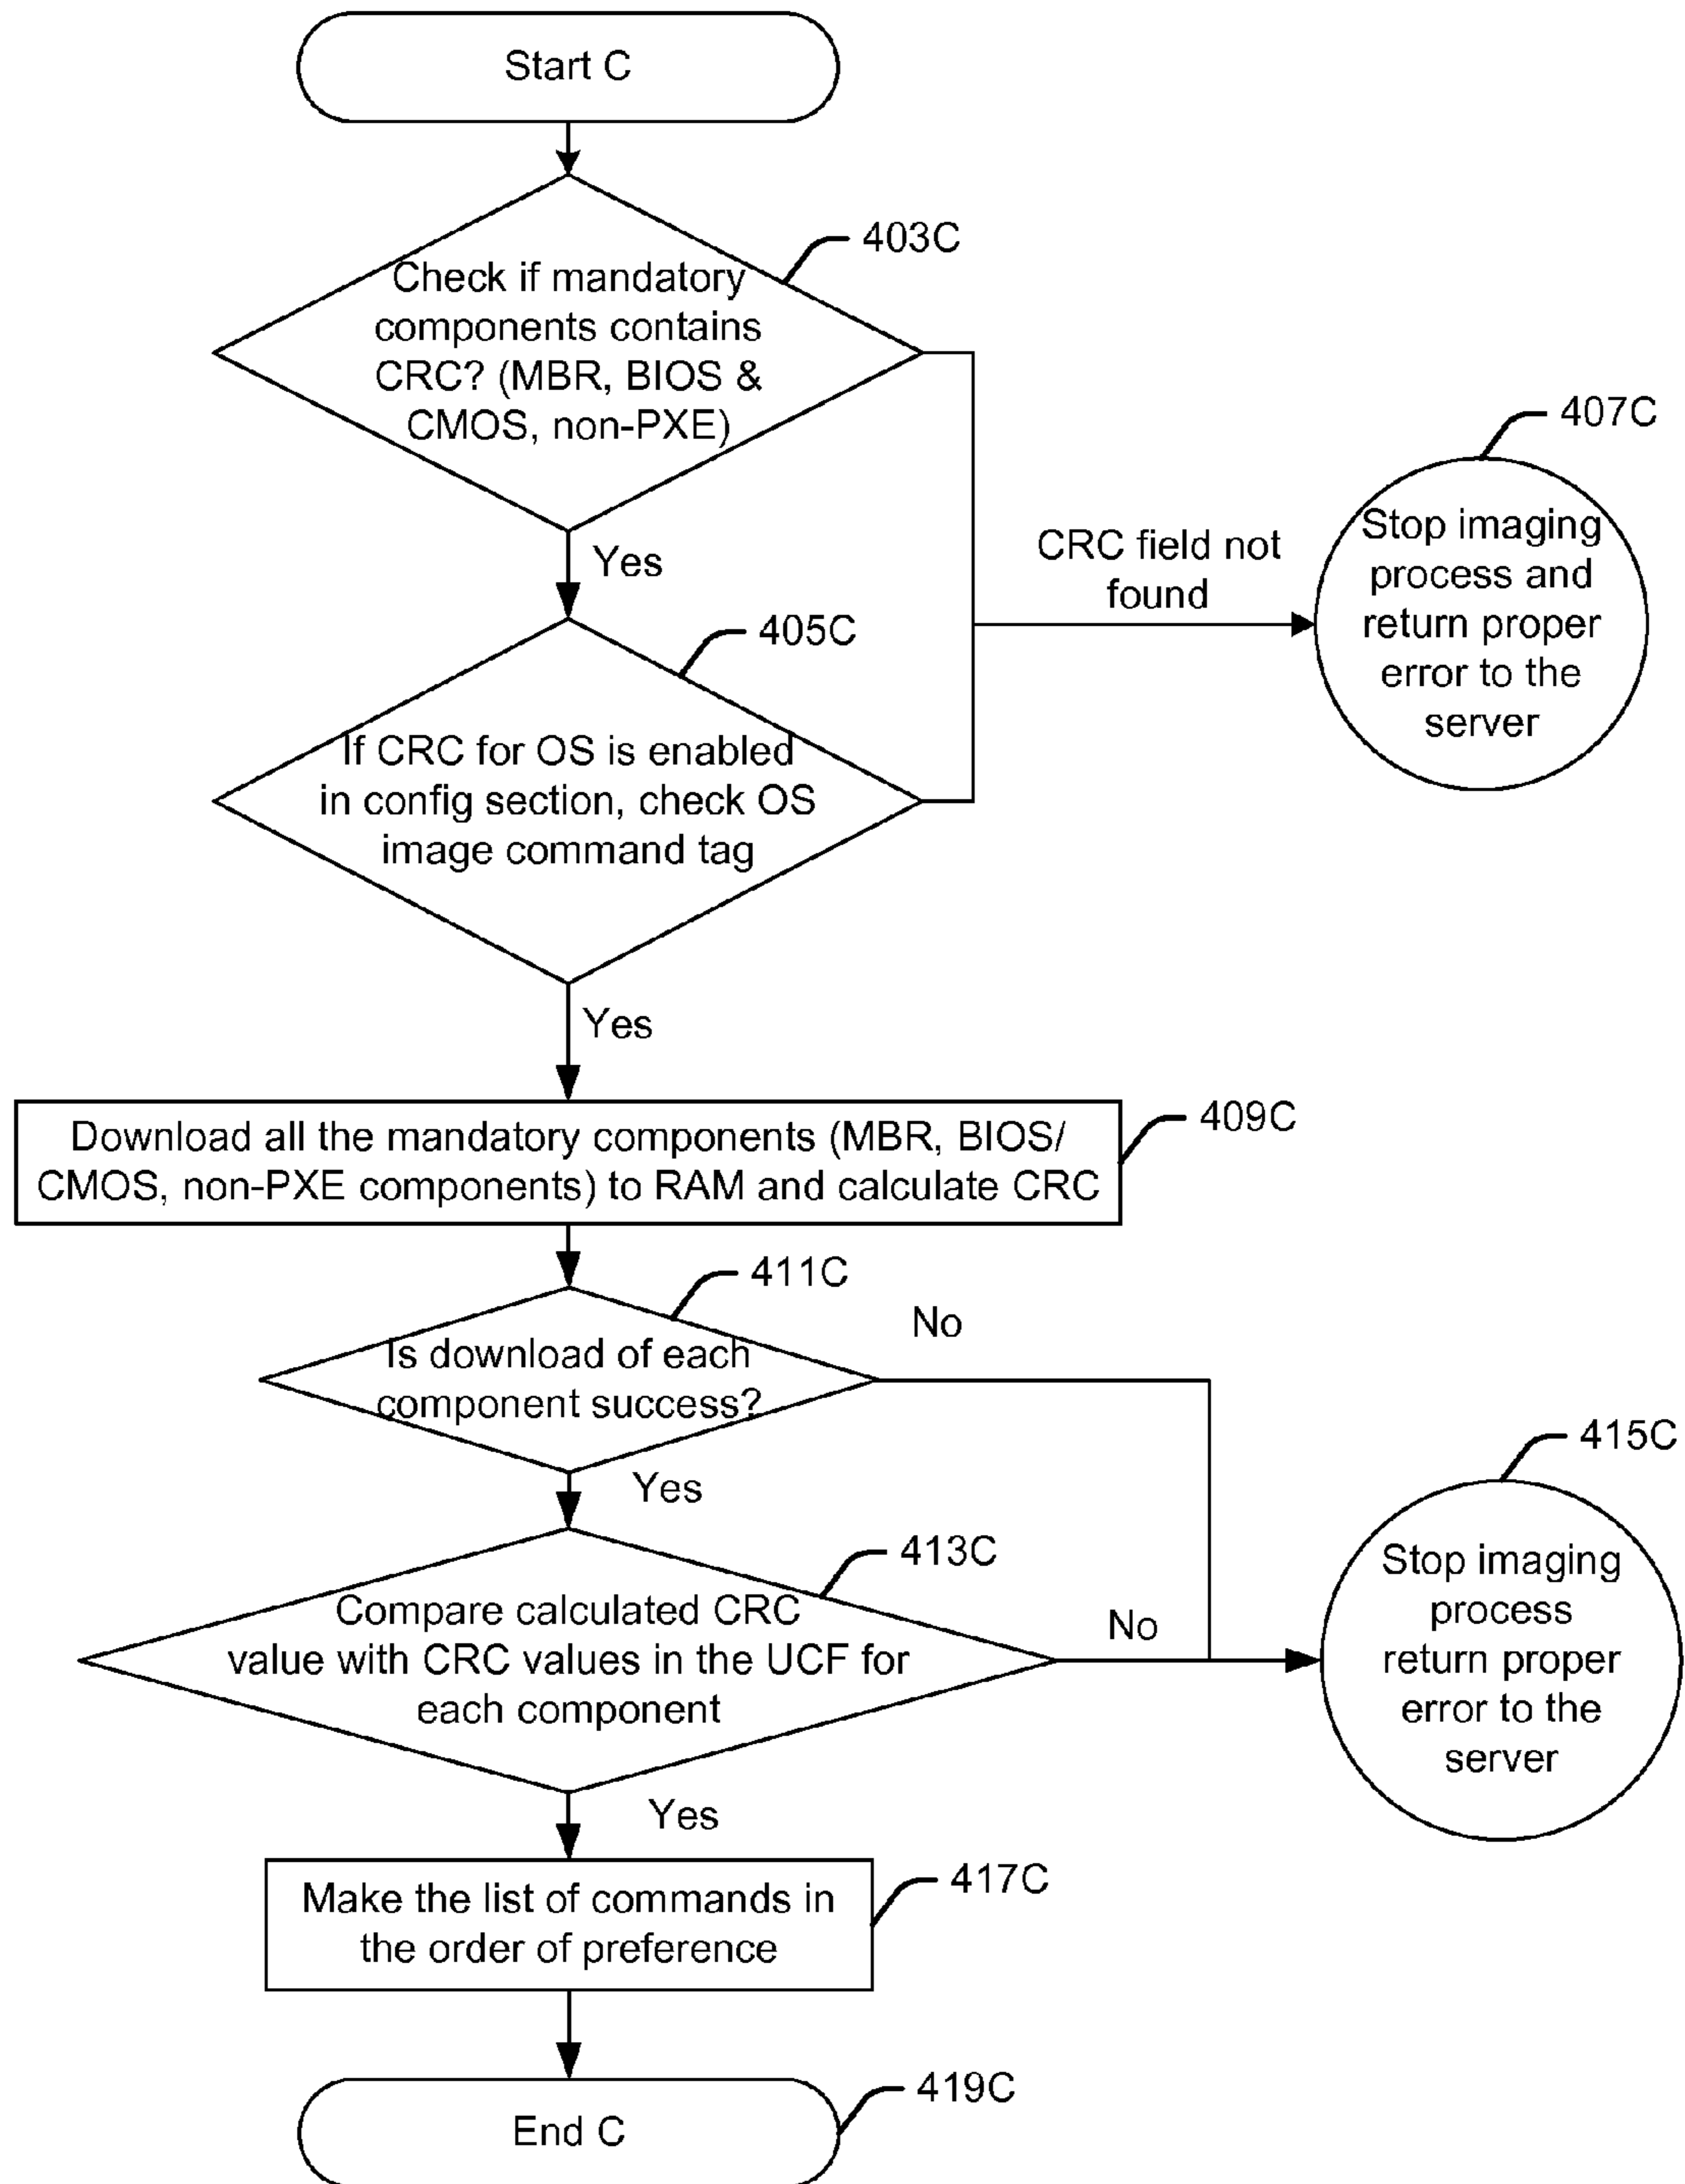 Start C
403C
Check if mandatory
components contains
CRC? (MBR, BIOS &
CMOS, non-PXE)
407C
Stop imaging
process and
return proper
error to the
server
CRC field not
found
Yes
405C
If CRC for OS is enabled
in config section, check OS
image command tag
Yes
409C
Download all the mandatory components (MBR, BIOS/
CMOS, non-PXE components) to RAM and calculate CRC
411C
No
Is download of each
component success?
Yes
415C
Stop imaging
process
return proper
error to the
server
413C
Compare calculated CRC
value with CRC values in the UCF for
each component
No
Yes
417C
Make the list of commands in
the order of preference
419C
End C